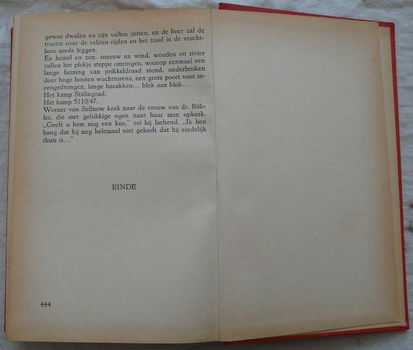 gewas dwalen en zijn vallen zetten, en de boer zal de
tractor over de velden rijden en het zaad in de vrucht-
bare aarde leggen.
En hemel en zon, sneeuw en wind, wouden en rivier
zullen het plekje steppe omringen, waarop eenmaal een
lange heining van prikkeldraad stond, onderbroken
door hoge houten wachttorens, een grote poort voor in-
eengedrongen, lange barakken... blok aan blok...
Het kamp Stalingrad.
Het kamp 5110/47.
Werner von Sellnow keek naar de vrouw van dr. Böh-
ler, die met gelukkige ogen naar haar man opkeek.
„Geeft u hem nog een kus," zei hij lachend. „Ik ben
bang dat hij nog helemaal niet gelooft dat hij eindelijk
thuis is..."
EINDE
444